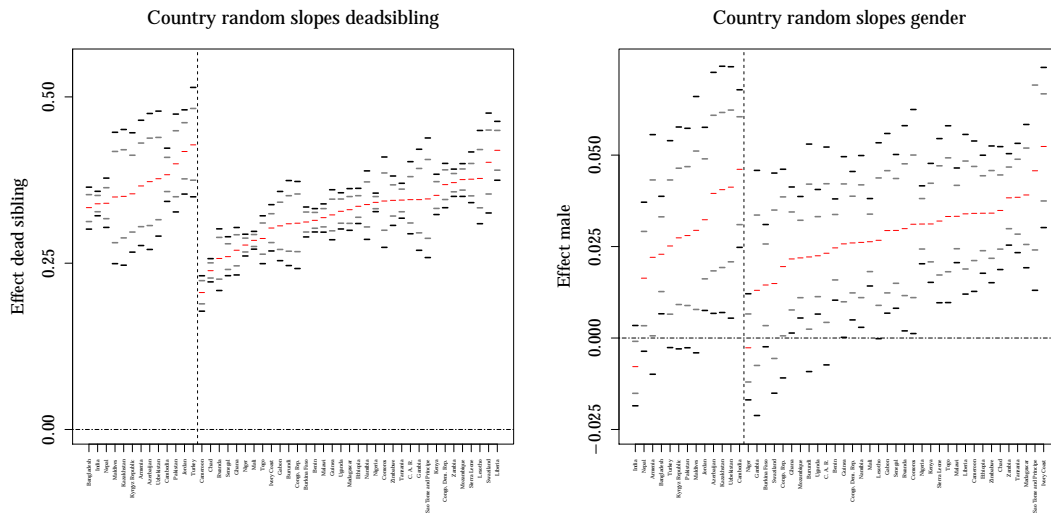 Country random slopes deadsibling
Effect dead sibling
0.50
0.25
0.00
Bangladesh
India
Nepal
Maldives
Kazakhstan
Kyrgyz Republic
Armenia
Azerbaijan
Uzbekistan
Cambodia
Pakistan
Jordan
Turkey
Cameroon
Chad
Rwanda
Senegal
Ghana
Niger
Mali
Togo
Ivory Coast
Gabon
Burundi
Congo. Rep.
Burkina Faso
Benin
Malawi
Guinea
Uganda
Madagascar
Namibia
Nigeria
Comoros
Zimbabwe
Tanzania
C. A. R.
Gambia
Sao Tome and Principe
Kenya
Congo. Dem. Rep.
Zambia
Mozambique
Sierra Leone
Lesotho
Swaziland
Liberia
Country random slopes gender
Effect male
0.050
0.025
0.000
−0.025
India
Nepal
Armenia
Bangladesh
Turkey
Kyrgyz Republic
Pakistan
Maldives
Jordan
Azerbaijan
Kazakhstan
Uzbekistan
Cambodia
Niger
Gambia
Burkina Faso
Swaziland
Congo. Rep.
Ghana
Mozambique
Burundi
Uganda
C. A. R.
Benin
Guinea
Congo. Dem. Rep.
Namibia
Mali
Lesotho
Gabon
Senegal
Rwanda
Comoros
Nigeria
Kenya
Sierra Leone
Togo
Malawi
Liberia
Cameroon
Ethiopia
Zimbabwe
Chad
Zambia
Tanzania
Madagascar
Sao Tome and Principe
Ivory Coast